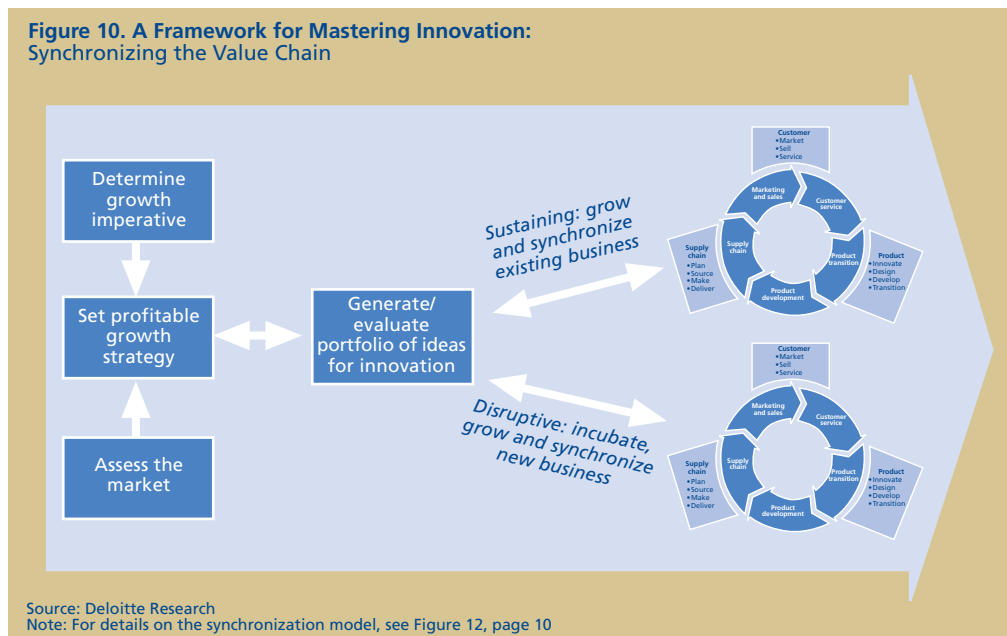 Figure 10. A Framework for Mastering Innovation:
Synchronizing the Value Chain
Determine
growth
imperative
Set profitable
growth
strategy
Assess the
market
Generate/
evaluate
portfolio of ideas
for innovation
Sustaining: grow
and synchronize
existing business
Disruptive: incubate,
grow and synchronize
new business
Customer
•Market
•Sell
•Service
Marketing
and sales
Customer
service
Supply
chain
•Plan
•Source
•Make
•Deliver
Supply
chain
Product
transition
Product
•Innovate
•Design
•Develop
•Transition
Product
development
Customer
•Market
•Sell
•Service
Marketing
and sales
Customer
service
Supply
chain
•Plan
•Source
•Make
•Deliver
Supply
chain
Product
transition
Product
•Innovate
•Design
•Develop
•Transition
Product
development
Source: Deloitte Research
Note: For details on the synchronization model, see Figure 12, page 10